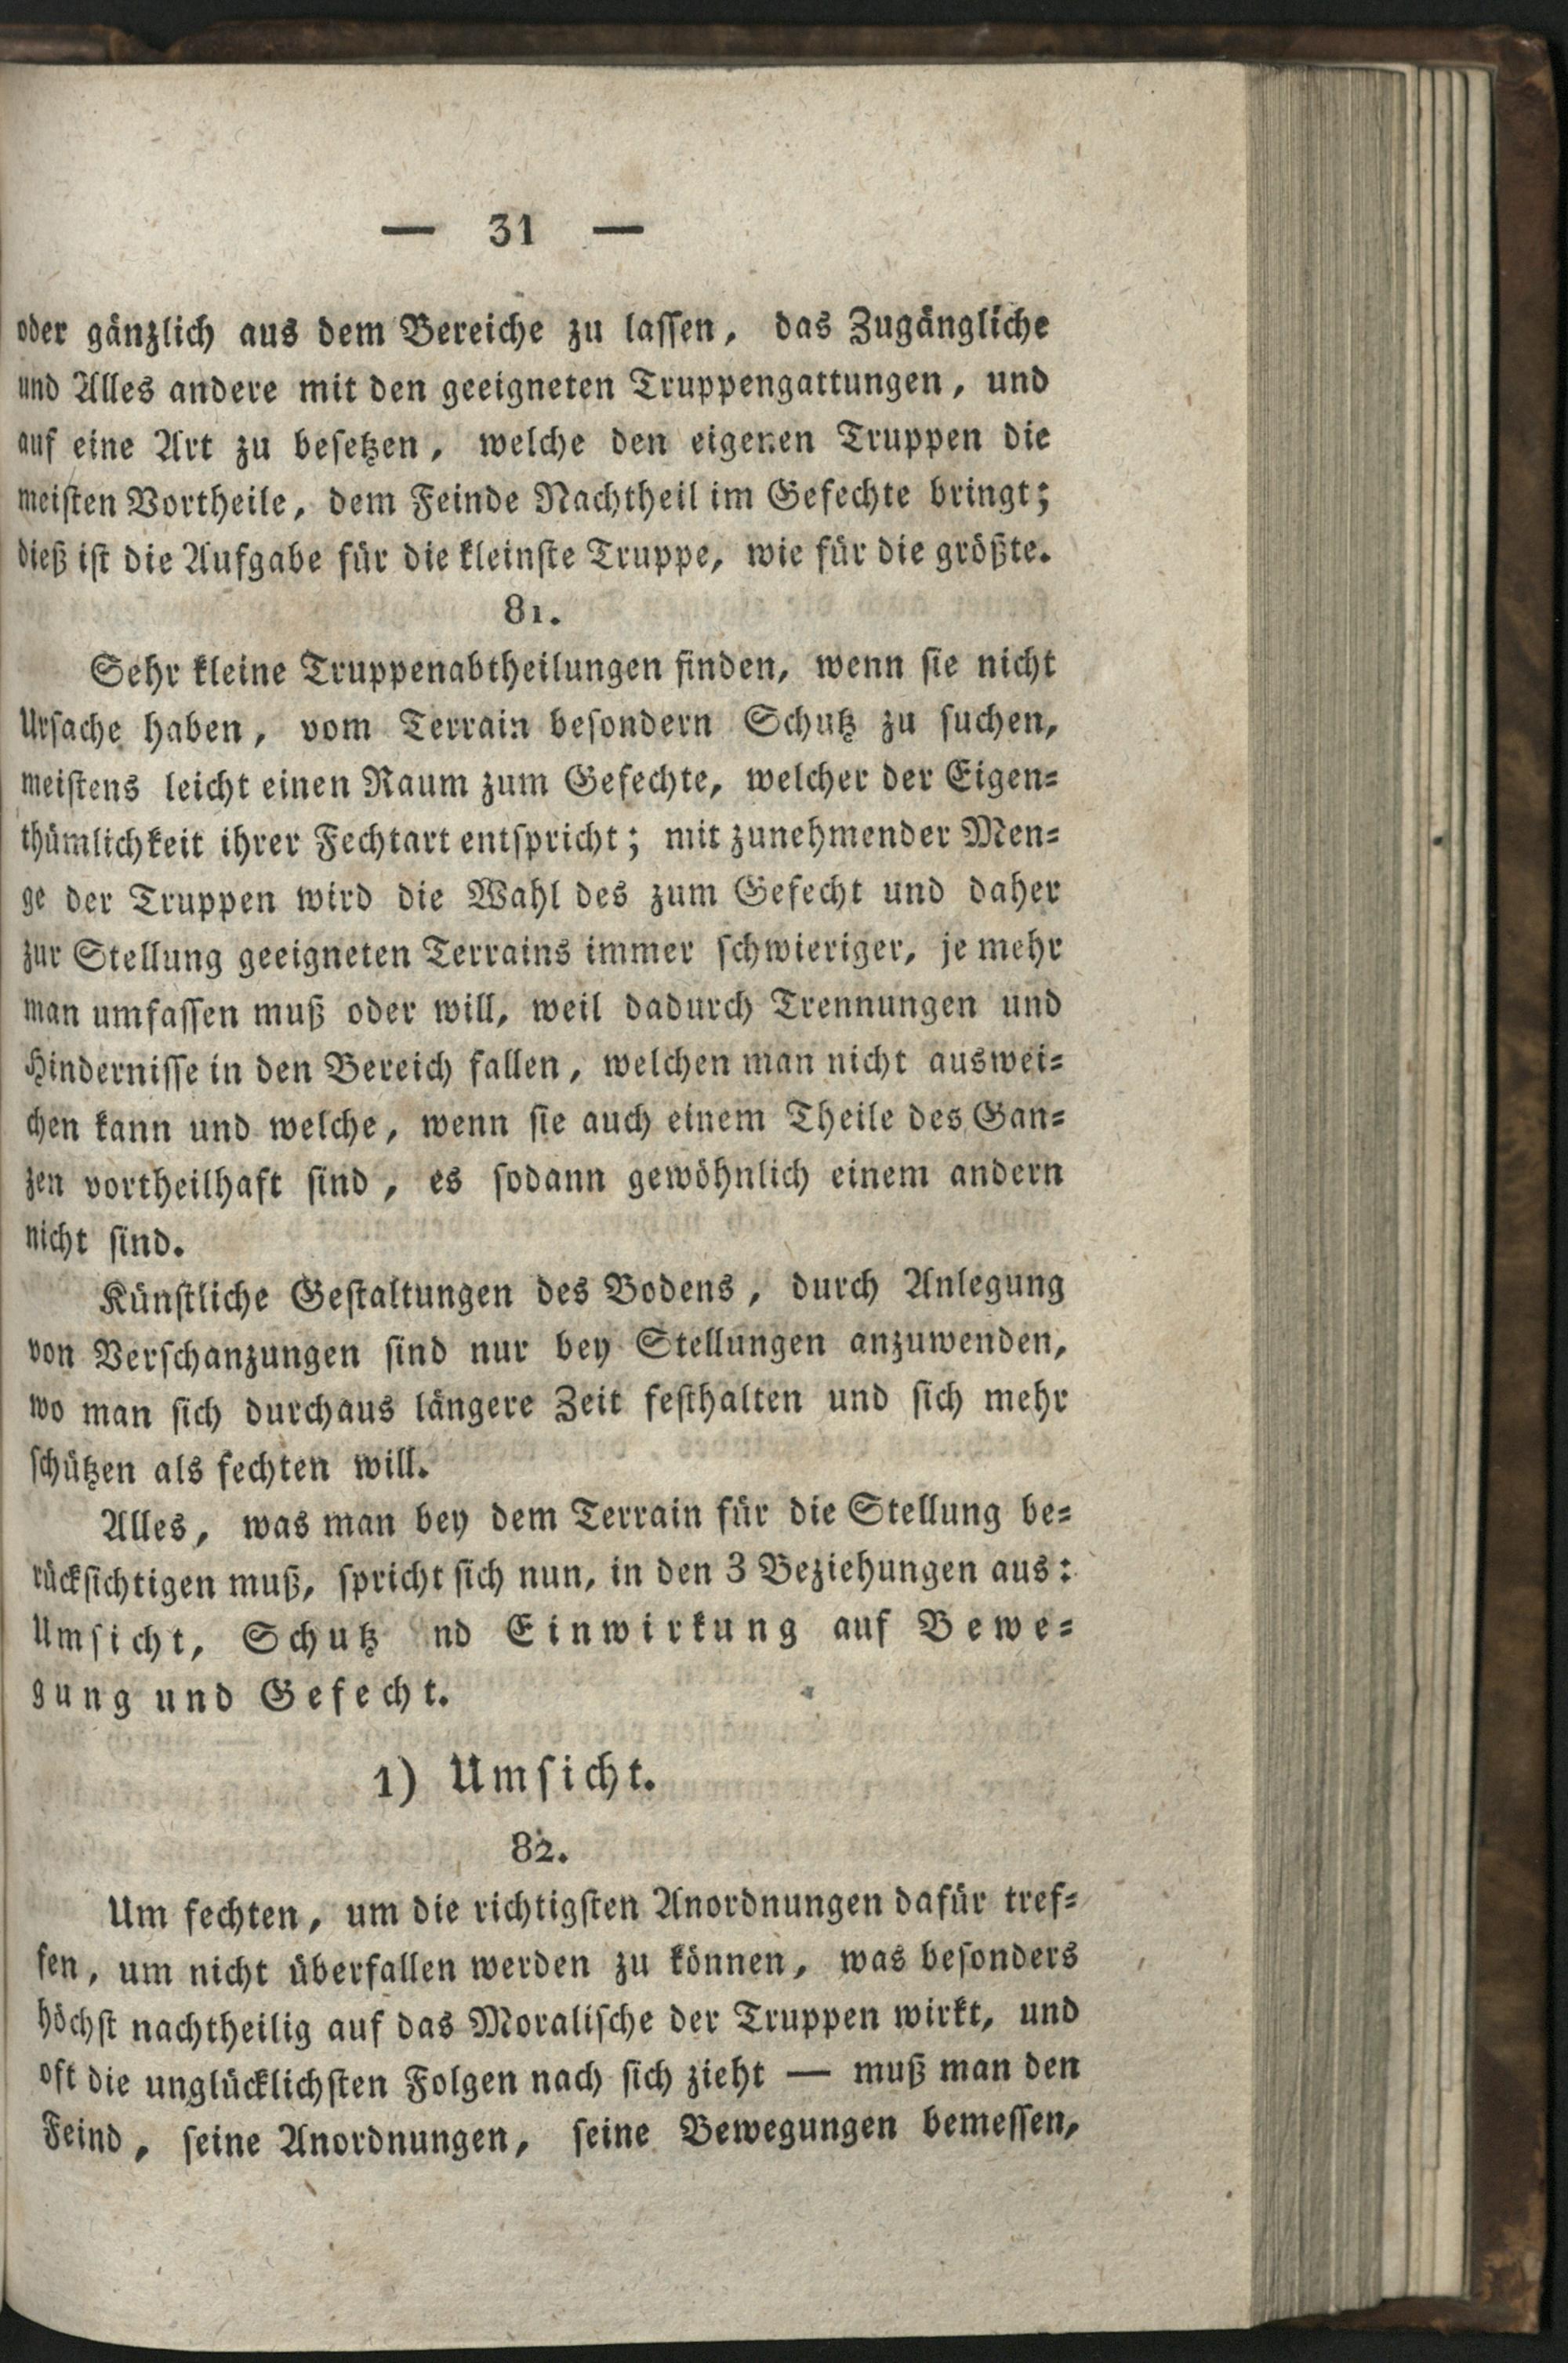 — 31 —
oder gänzlich aus dem Bereiche zu lassen, das Zugängliche
und Alles andere mit den geeigneten Truppengattungen, und
auf eine Art zu besetzen, welche den eigenen Truppen die
meisten Vortheile, dem Feinde Nachtheil im Gefechte bringt;
dieß ist die Aufgabe für die kleinste Truppe, wie für die größte.
81.
Sehr kleine Truppenabtheilungen finden, wenn sie nicht
Ursache haben, vom Terrain besondern Schutz zu suchen,
meistens leicht einen Raum zum Gefechte, welcher der Eigen=
thümlichkeit ihrer Fechtart entspricht; mit zunehmender Men=
ge der Truppen wird die Wahl des zum Gefecht und daher
zur Stellung geeigneten Terrains immer schwieriger, je mehr
man umfassen muß oder will, weil dadurch Trennungen und
Hindernisse in den Bereich fallen, welchen man nicht auswei=
chen kann und welche, wenn sie auch einem Theile des Gan=
zen vortheilhaft sind, es sodann gewöhnlich einem andern
nicht sind.
Künstliche Gestaltungen des Bodens, durch Anlegung
von Verschanzungen sind nur bey Stellungen anzuwenden,
wo man sich durchaus längere Zeit festhalten und sich mehr
schützen als fechten will.
Alles, was man bey dem Terrain für die Stellung be=
rücksichtigen muß, spricht sich nun, in den 3 Beziehungen aus:
Umsicht, Schutz nd Einwirkung auf Bewe=
gung und Gefecht.
1) Umsicht.
82.
Um fechten, um die richtigsten Anordnungen dafür tref=
fen, um nicht überfallen werden zu können, was besonders
höchst nachtheilig auf das Moralische der Truppen wirkt, und
oft die unglücklichsten Folgen nach sich zieht — muß man den
Feind, seine Anordnungen, seine Bewegungen bemessen,